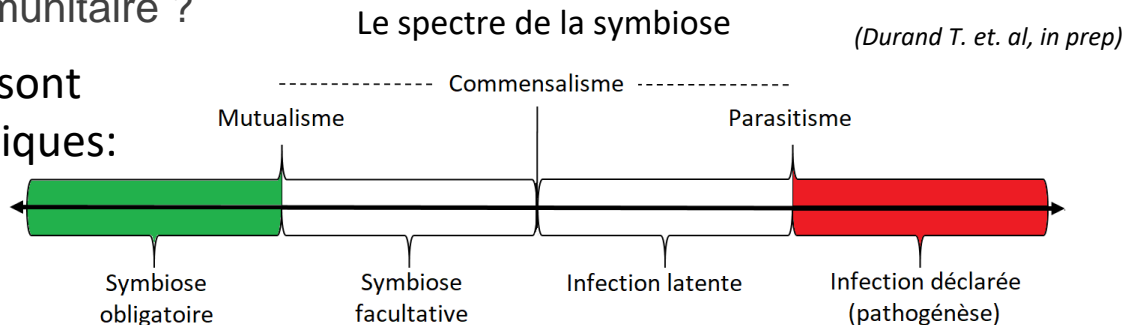 munitaire ?
Le spectre de la symbiose
(Durand T. et. al, in prep)
sont
iques:
---------- Commensalisme ----------
Mutualisme
Parasitisme
Symbiose
obligatoire
Symbiose
facultative
Infection latente
Infection déclarée
(pathogénèse)